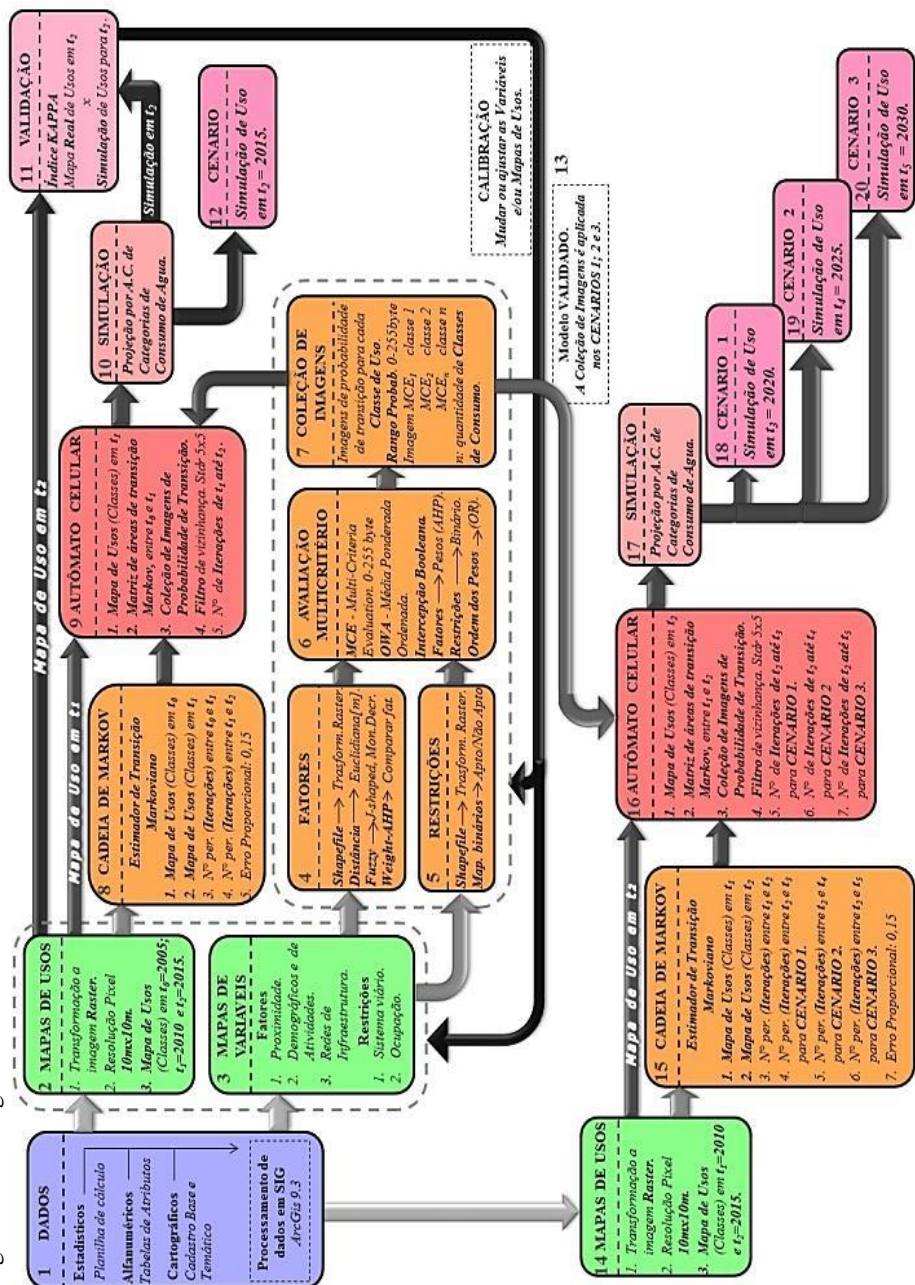 1 DADOS
Estadísticos
Planilha de cálculo
Alfanuméricos
Tabelas de Atributos
Cartográficos
Cadastro Base e
Temático
Processamento de
dados em SIG
ArcGis 9.3
2 MAPAS DE USOS
1. Transformação a
imagem Raster.
2. Resolução Pixel
10mx10m.
3. Mapa de Usos
(Classes) em t0=2005;
t1=2010 e t2=2015.
3 MAPAS DE
VARIAVEIS
Fatores
1. Proximidade.
2. Demográficos e de
Atividades.
3. Redes de
Infraestrutura.
Restrições
1. Sistema viário.
2. Ocupação.
Mapa de Uso em t2
Mapa de Uso em t1
8 CADEIA DE MARKOV
Estimador de Transição
Markoviano
1. Mapa de Usos (Classes) em t0
2. Mapa de Usos (Classes) em t1
3. Nº per. (Iterações) entre t0 e t1
4. Nº per. (Iterações) entre t1 e t2
5. Erro Proporcional: 0,15
4 FATORES
Shapefile → Trasform.Raster.
Distância → Euclidiana[m].
Fuzzy → J-shaped, Mon.Decr.
Weight-AHP → Comparar fat.
5 RESTRIÇÕES
Shapefile → Trasform. Raster.
Map. binários → Apto/Não Apto
6 AVALIAÇÃO
MULTICRITÉRIO
MCE - Multi-Criteria
Evaluation. 0-255 byte
OWA - Média Ponderada
Ordenada.
Intercepção Booleana.
Fatores → Pesos (AHP).
Restrições → Binário.
Ordem dos Pesos → (OR).
7 COLEÇÃO DE
IMAGENS
Imagens de probabilidade
de transição para cada
Classe de Uso.
Rango Probab. 0-255byte
Imagem MCE1 classe 1
MCE2 classe 2
MCEn classe n
n: quantidade de Classes
de Consumo.
9 AUTÔMATO CELULAR
1. Mapa de Usos (Classes) em t1
2. Matriz de áreas de transição
Markov, entre t0 e t1
3. Coleção de Imagens de
Probabilidade de Transição.
4. Filtro de vizinhança. Stdr 5x5
5. Nº de Iterações de t1 até t2.
10 SIMULAÇÃO
Projeção por A.C. de
Categorias de
Consumo de Agua.
Simulação em t2
11 VALIDAÇÃO
Índice KAPPA
Mapa Real de Usos em t2
x
Simulação de Usos para t2.
12 CENARIO
Simulação de Uso
em t2 = 2015.
CALIBRAÇÃO
Mudar ou ajustar as Variáveis
e/ou Mapas de Usos.
13
Modelo VALIDADO.
A Coleção de Imagens é aplicada
nos CENARIOS 1; 2 e 3.
14 MAPAS DE USOS
1. Transformação a
imagem Raster.
2. Resolução Pixel
10mx10m.
3. Mapa de Usos
(Classes) em t1=2010
e t2=2015.
Mapa de Uso em t2
15 CADEIA DE MARKOV
Estimador de Transição
Markoviano
1. Mapa de Usos (Classes) em t1
2. Mapa de Usos (Classes) em t2
3. Nº per. (Iterações) entre t1 e t2
4. Nº per. (Iterações) entre t2 e t3
para CENARIO 1.
5. Nº per. (Iterações) entre t2 e t4
para CENARIO 2.
6. Nº per. (Iterações) entre t2 e t5
para CENARIO 3.
7. Erro Proporcional: 0,15
16 AUTÔMATO CELULAR
1. Mapa de Usos (Classes) em t2
2. Matriz de áreas de transição
Markov, entre t1 e t2
3. Coleção de Imagens de
Probabilidade de Transição.
4. Filtro de vizinhança. Stdr 5x5
5. Nº de Iterações de t2 até t3
para CENARIO 1.
6. Nº de Iterações de t2 até t4
para CENARIO 2
7. Nº de Iterações de t2 até t5
para CENARIO 3.
17 SIMULAÇÃO
Projeção por A.C. de
Categorias de
Consumo de Agua.
18 CENARIO 1
Simulação de Uso
em t3 = 2020.
19 CENARIO 2
Simulação de Uso
em t4 = 2025.
20 CENARIO 3
Simulação de Uso
em t5 = 2030.